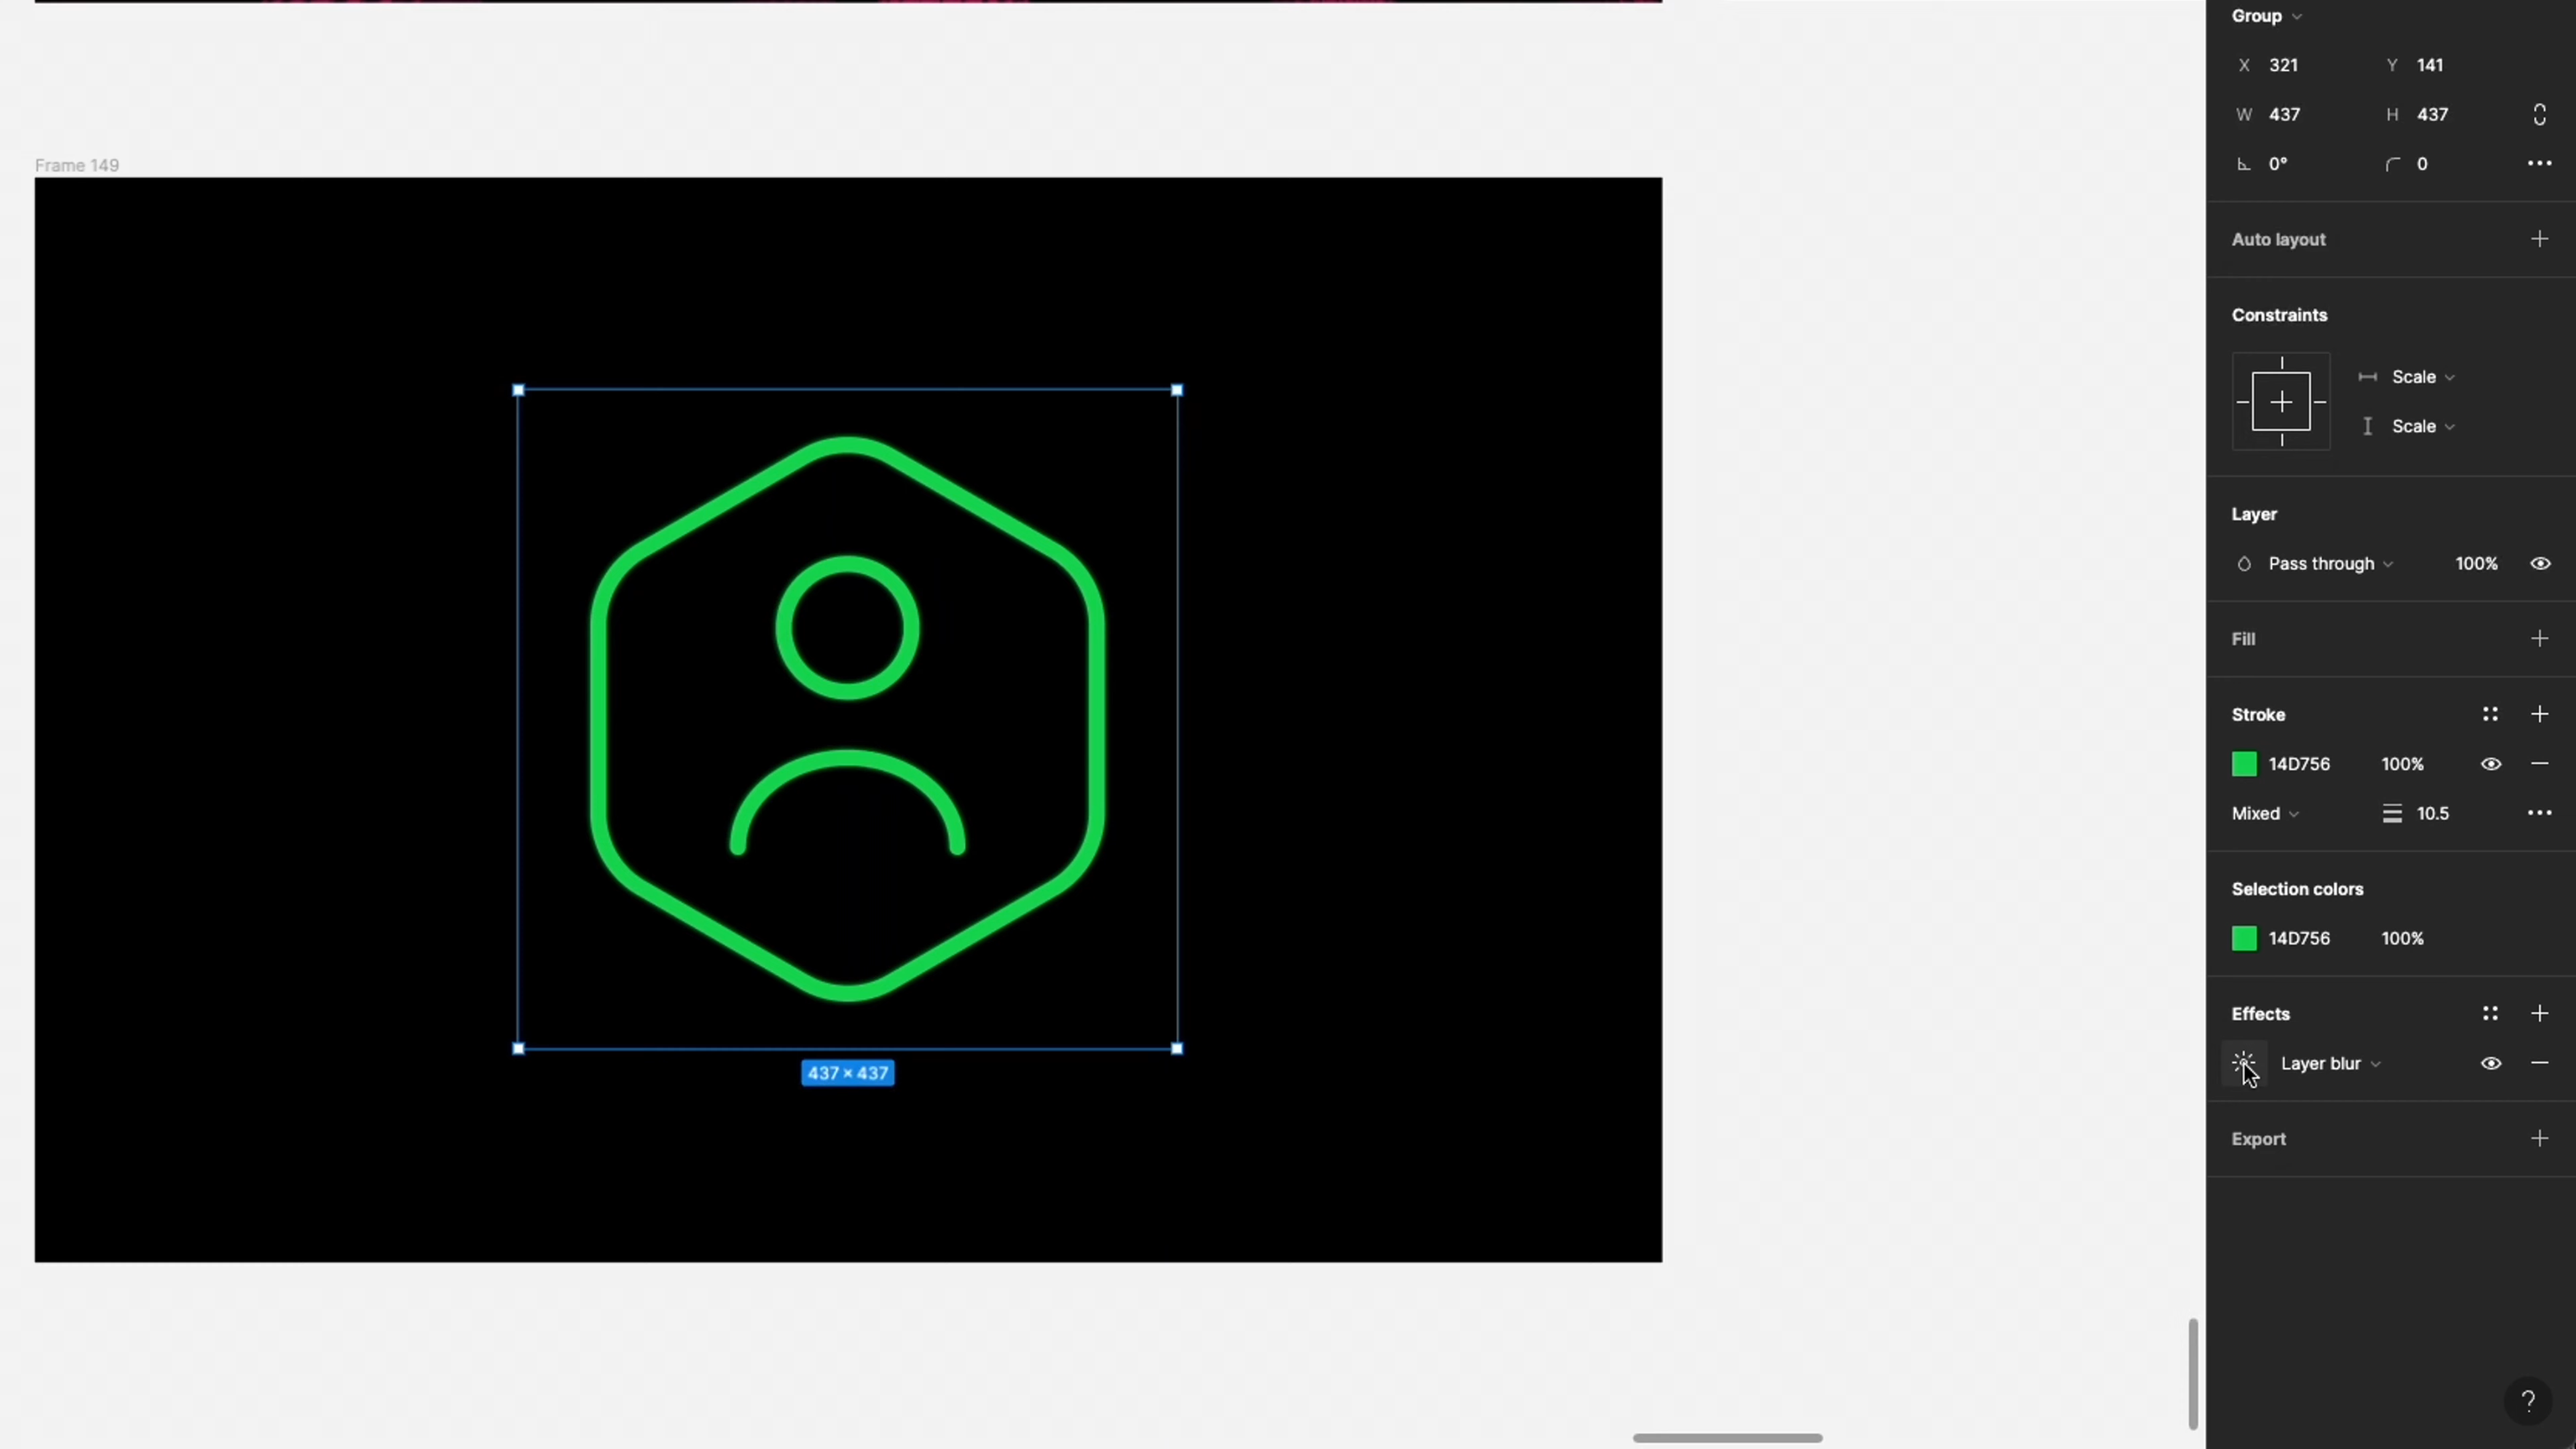 Group
X 321 Y 141
W 437 H 437
0° 0
Frame 149
Auto layout
Constraints
Scale
Scale
Layer
Pass through 100%
Fill
Stroke
14D756 100%
Mixed 10.5
Selection colors
14D756 100%
Effects
Layer blur
437 × 437
Export
?